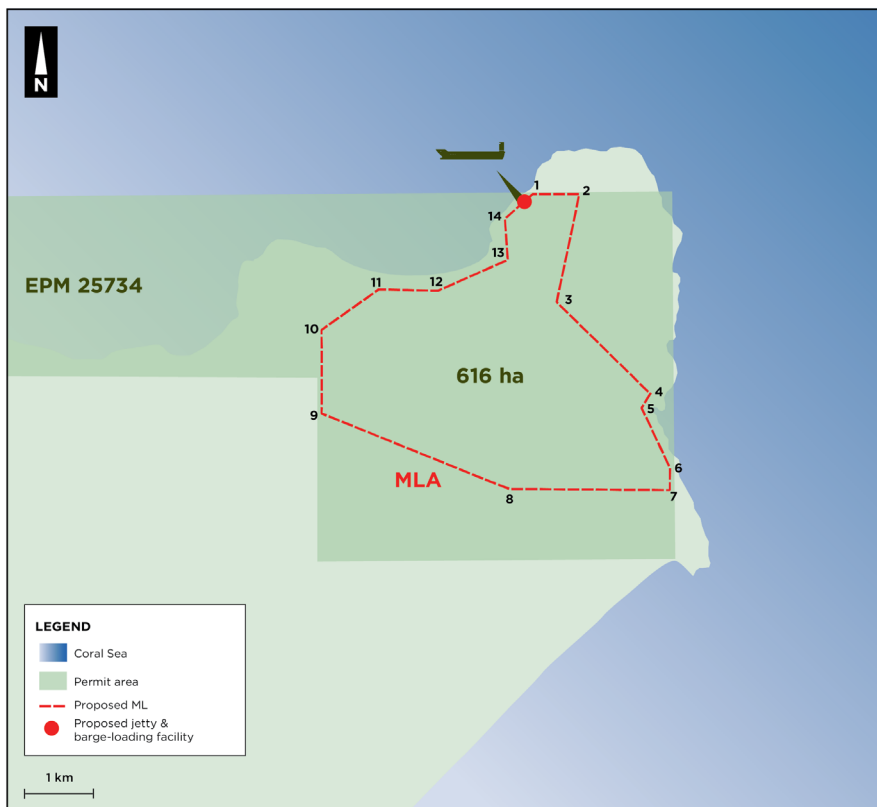 N
1
2
14
13
EPM 25734
11
12
3
10
616 ha
4
5
9
MLA
6
8
7
LEGEND
Coral Sea
Permit area
Proposed ML
Proposed jetty &
barge-loading facility
1 km